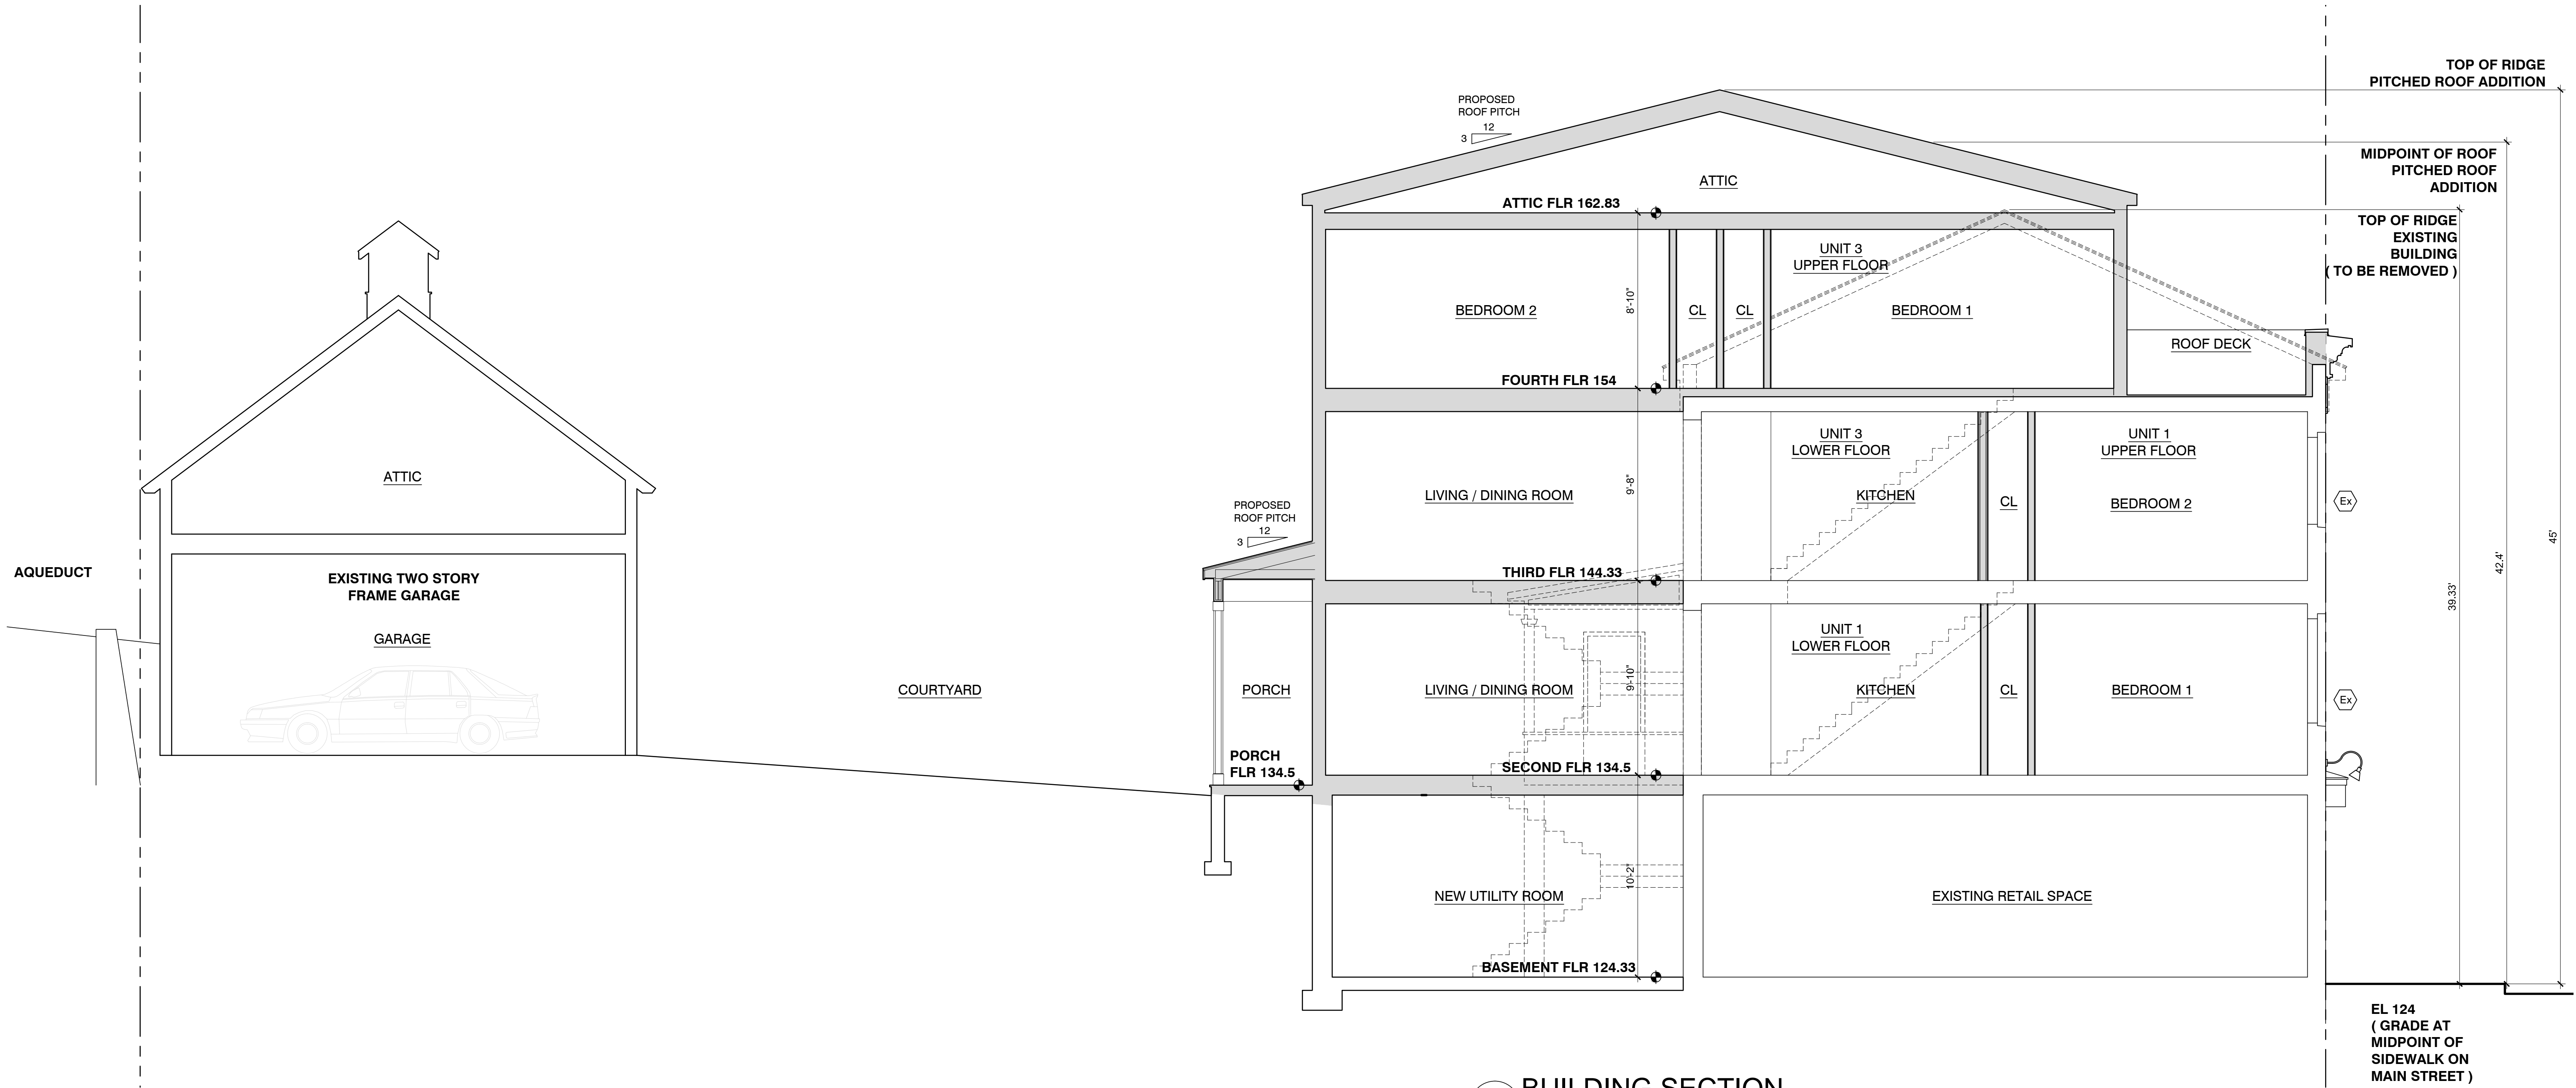 TOP OF RIDGE
PITCHED ROOF ADDITION
PROPOSED
ROOF PITCH
12
3
MIDPOINT OF ROOF
PITCHED ROOF
ADDITION
ATTIC
ATTIC FLR 162.83
TOP OF RIDGE
EXISTING
BUILDING
( TO BE REMOVED )
UNIT 3
UPPER FLOOR
BEDROOM 2
8'-10"
CL
CL
BEDROOM 1
ROOF DECK
FOURTH FLR 154
UNIT 3
LOWER FLOOR
UNIT 1
UPPER FLOOR
ATTIC
LIVING / DINING ROOM
9'-8"
KITCHEN
CL
BEDROOM 2
Ex
PROPOSED
ROOF PITCH
12
3
45'
42.4'
39.33'
AQUEDUCT
EXISTING TWO STORY
FRAME GARAGE
THIRD FLR 144.33
GARAGE
UNIT 1
LOWER FLOOR
COURTYARD
PORCH
LIVING / DINING ROOM
9'-10"
KITCHEN
CL
BEDROOM 1
Ex
PORCH
FLR 134.5
SECOND FLR 134.5
NEW UTILITY ROOM
10'-2"
EXISTING RETAIL SPACE
BASEMENT FLR 124.33
EL 124
( GRADE AT
MIDPOINT OF
SIDEWALK ON
MAIN STREET )
BUILDING SECTION